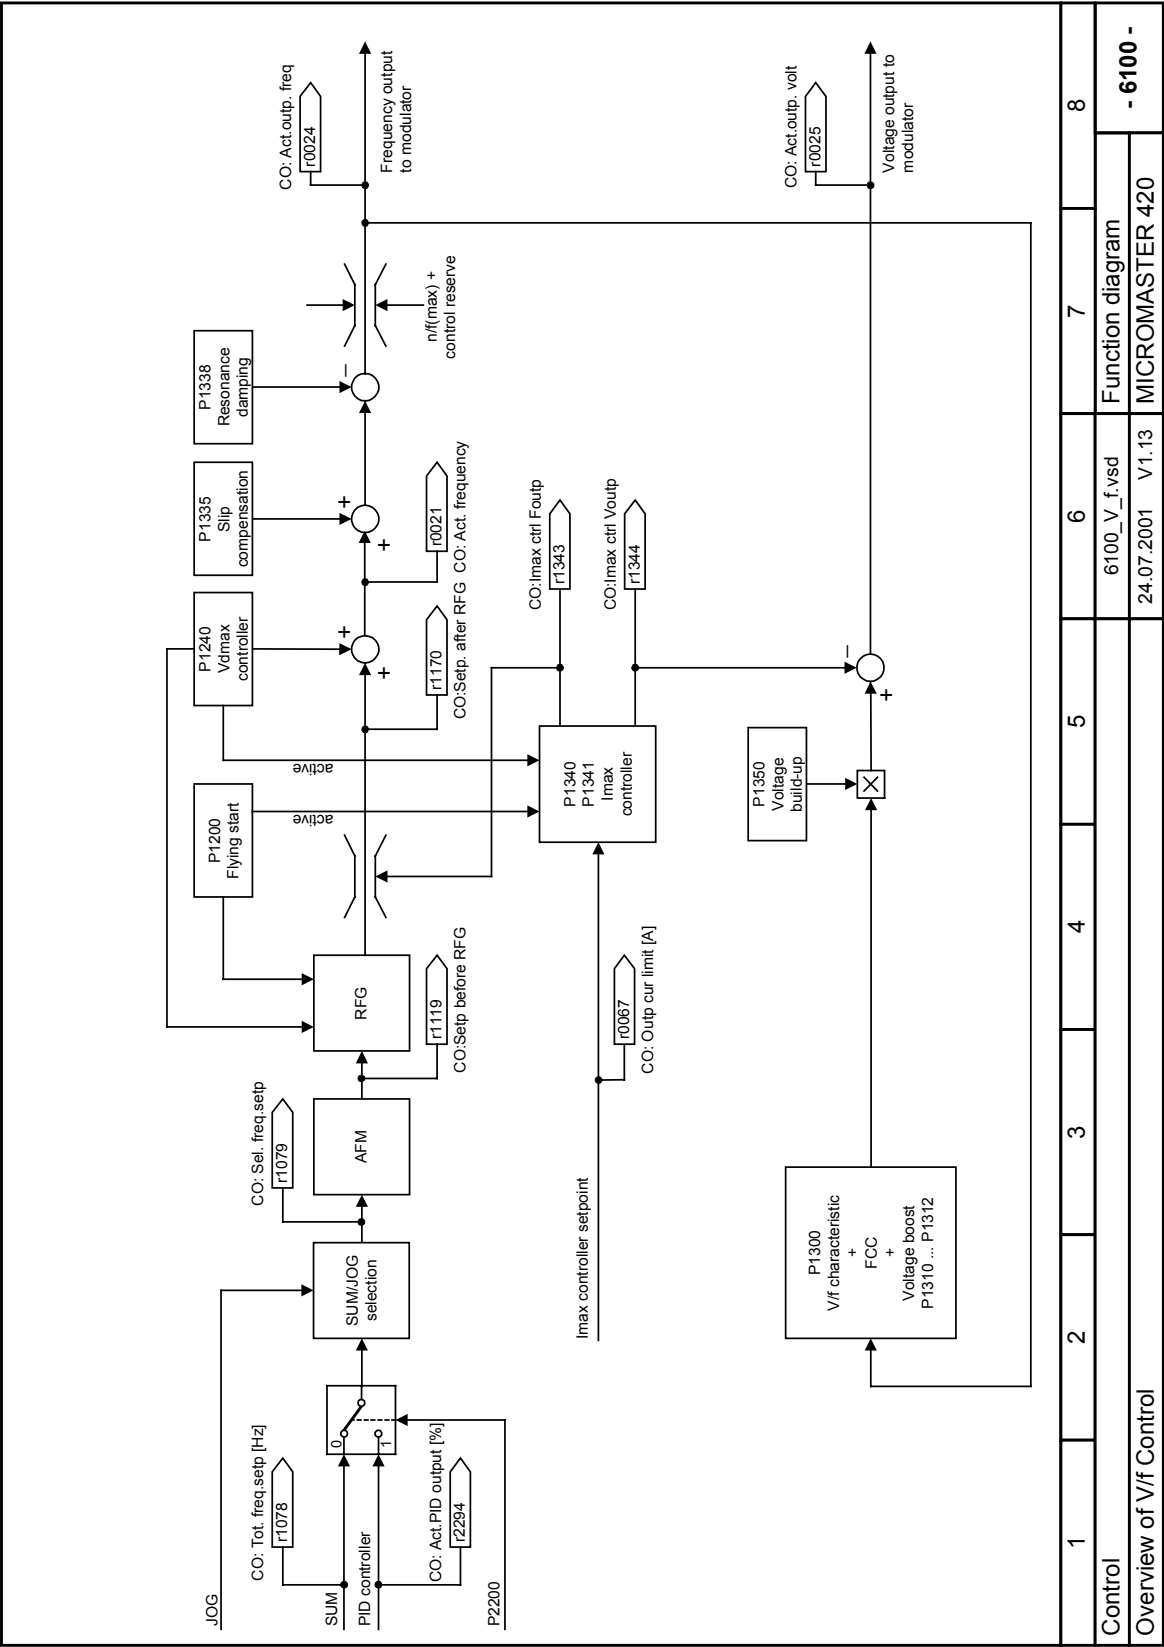 JOG
CO: Tot. freq.setp [Hz]
r1078
SUM
PID controller
CO: Act.PID output [%]
r2294
P2200
0
1
SUM/JOG
selection
CO: Sel. freq.setp
r1079
AFM
r1119
CO:Setp before RFG
RFG
P1200
Flying start
active
active
P1240
Vdmax
controller
+
+
r1170
CO:Setp. after RFG
P1335
Slip
compensation
+
+
r0021
CO: Act. frequency
P1338
Resonance
damping
–
n/f(max) +
control reserve
CO: Act.outp. freq
r0024
Frequency output
to modulator
Imax controller setpoint
r0067
CO: Outp cur limit [A]
P1340
P1341
Imax
controller
CO:Imax ctrl Foutp
r1343
CO:Imax ctrl Voutp
r1344
P1300
V/f characteristic
+
FCC
+
Voltage boost
P1310 ... P1312
P1350
Voltage
build-up
–
+
CO: Act.outp. volt
r0025
Voltage output to
modulator
1
2
3
4
5
6
7
8
Control
6100_V_f.vsd
Function diagram
- 6100 -
Overview of V/f Control
24.07.2001
V1.13
MICROMASTER 420